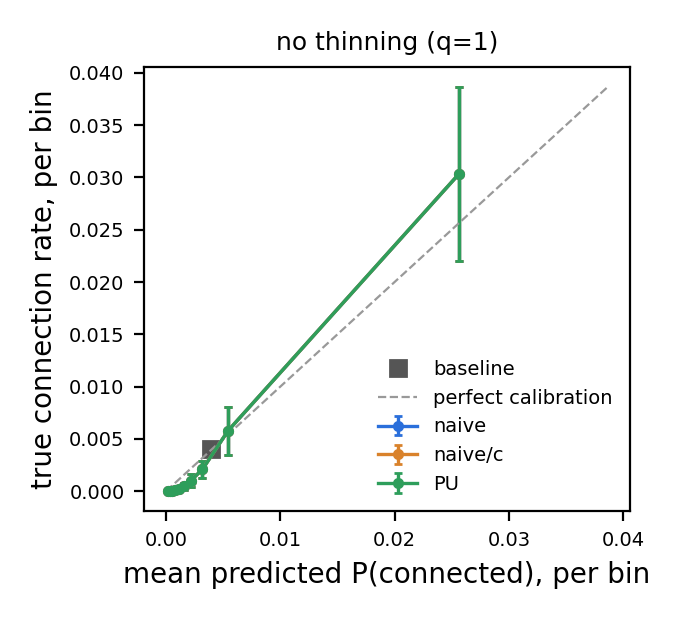 no thinning (q=1)
true connection rate, per bin
0.040
0.035
0.030
0.025
0.020
0.015
0.010
0.005
0.000
baseline
perfect calibration
naive
naive/c
PU
0.00 0.01 0.02 0.03 0.04
mean predicted P(connected), per bin